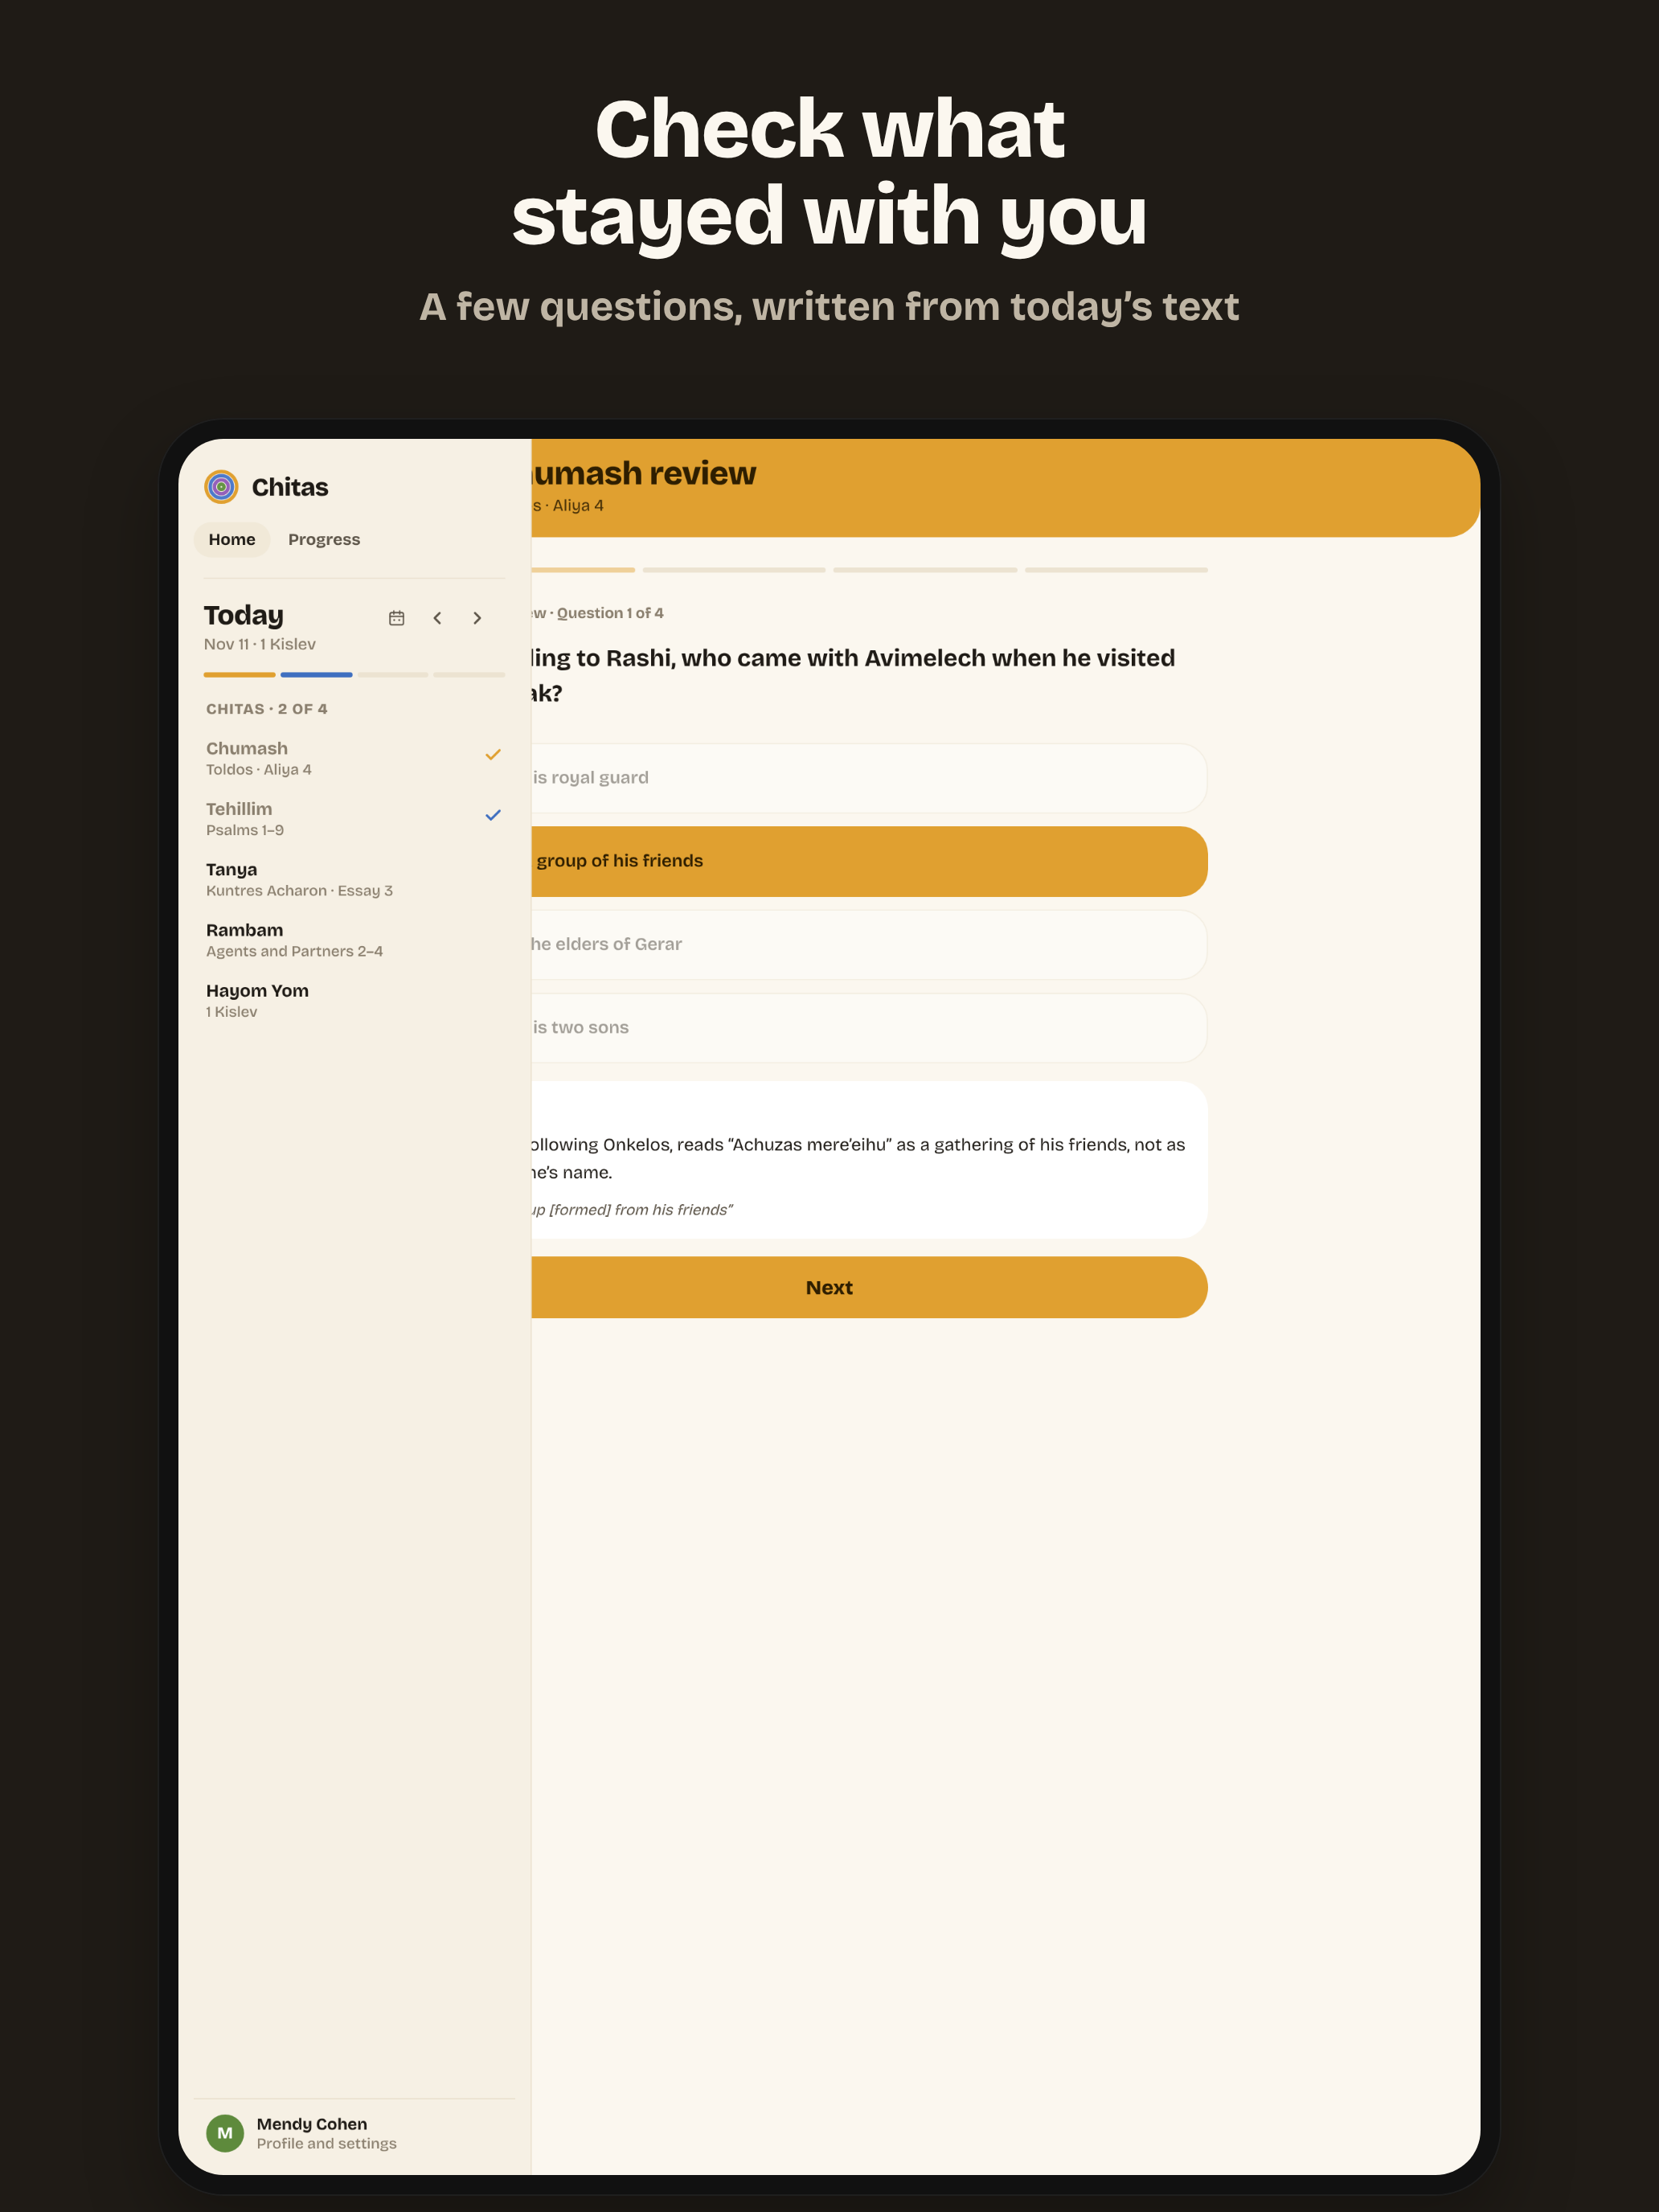 Check what
stayed with you
A few questions, written from today's text
Chitas
Home Progress
Today
Nov 11 · 1 Kislev
CHITAS · 2 OF 4
Chumash
Toldos · Aliya 4
Tehillim
Psalms 1–9
Tanya
Kuntres Acharon · Essay 3
Rambam
Agents and Partners 2–4
Hayom Yom
1 Kislev
M
Mendy Cohen
Profile and settings
umash review
s · Aliya 4
ew · Question 1 of 4
ding to Rashi, who came with Avimelech when he visited
ak?
is royal guard
group of his friends
he elders of Gerar
is two sons
ollowing Onkelos, reads “Achuzas mere’eihu” as a gathering of his friends, not as
ne’s name.
up [formed] from his friends”
Next